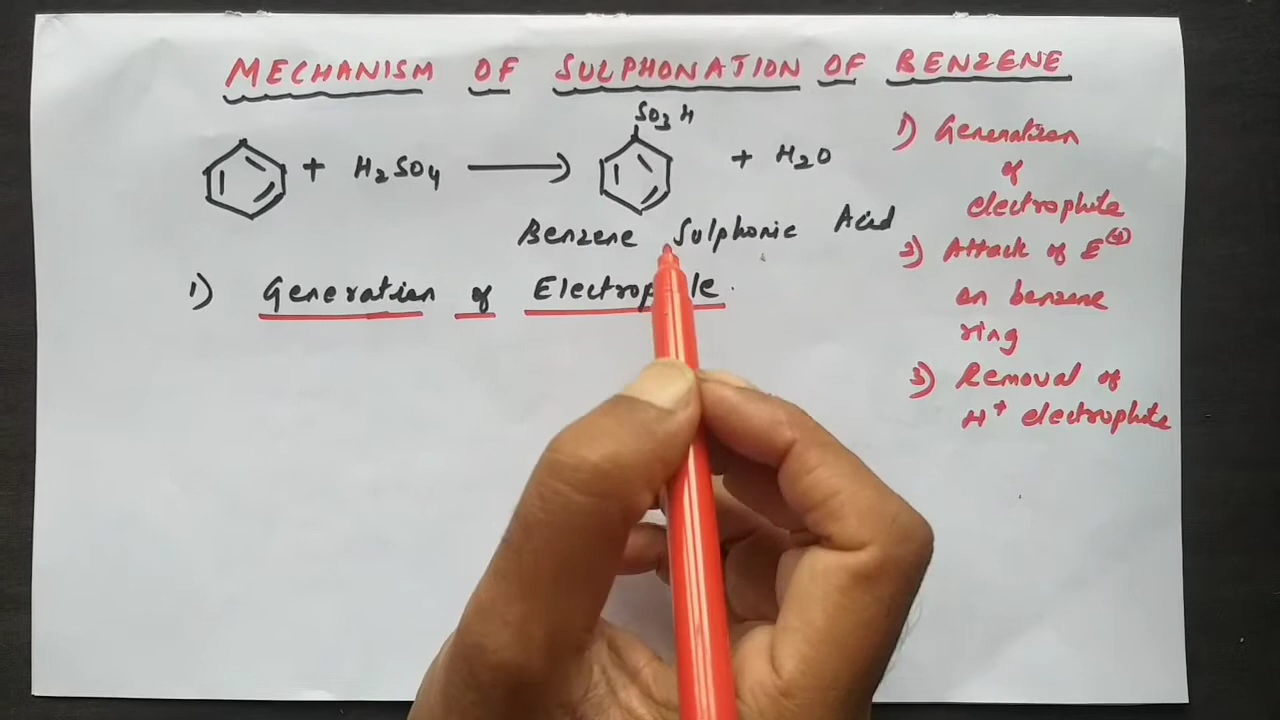 MECHANISM OF SULPHONATION OF BENZENE
SO3H
+ H2SO4 ⟶ + H2O
Benzene Sulphonic Acid
1) Generation of Electrophile.
1) Generation
of
electrophile
2) Attack of E(+)
on benzene
ring
3) Removal of
H+ electrophile